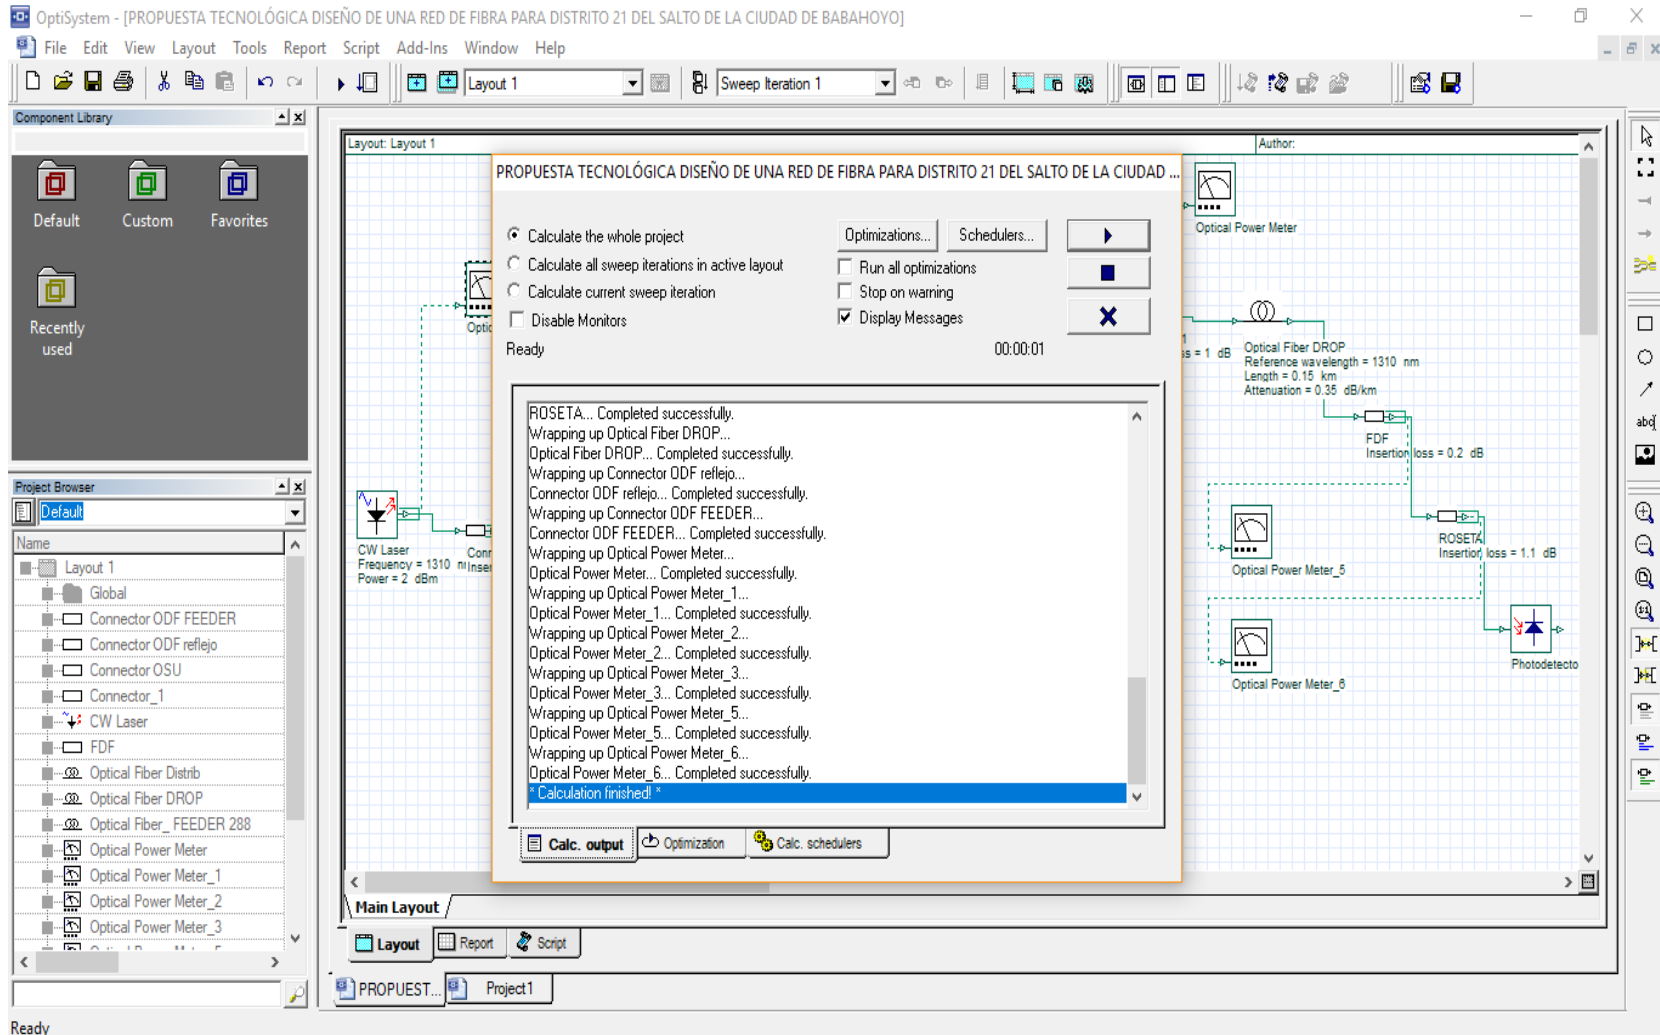 OptiSystem - [PROPUESTA TECNOLÓGICA DISEÑO DE UNA RED DE FIBRA PARA DISTRITO 21 DEL SALTO DE LA CIUDAD DE BABAHOYO]
File Edit View Layout Tools Report Script Add-Ins Window Help
Layout 1
Sweep Iteration 1
Component Library
Default
Custom
Favorites
Recently
used
Project Browser
Default
Name
Layout 1
Global
Connector ODF FEEDER
Connector ODF reflejo
Connector OSU
Connector_1
CW Laser
FDF
Optical Fiber Distrib
Optical Fiber DROP
Optical Fiber_ FEEDER 288
Optical Power Meter
Optical Power Meter_1
Optical Power Meter_2
Optical Power Meter_3
Layout: Layout 1
Author:
Optic
CW Laser
Frequency = 1310 n
Power = 2 dBm
Conn
Inser
PROPUESTA TECNOLÓGICA DISEÑO DE UNA RED DE FIBRA PARA DISTRITO 21 DEL SALTO DE LA CIUDAD ...
Calculate the whole project
Calculate all sweep iterations in active layout
Calculate current sweep iteration
Disable Monitors
Optimizations...
Schedulers...
Run all optimizations
Stop on warning
Display Messages
Ready
00:00:01
ROSETA... Completed successfully.
Wrapping up Optical Fiber DROP...
Optical Fiber DROP... Completed successfully.
Wrapping up Connector ODF reflejo...
Connector ODF reflejo... Completed successfully.
Wrapping up Connector ODF FEEDER...
Connector ODF FEEDER... Completed successfully.
Wrapping up Optical Power Meter...
Optical Power Meter... Completed successfully.
Wrapping up Optical Power Meter_1...
Optical Power Meter_1... Completed successfully.
Wrapping up Optical Power Meter_2...
Optical Power Meter_2... Completed successfully.
Wrapping up Optical Power Meter_3...
Optical Power Meter_3... Completed successfully.
Wrapping up Optical Power Meter_5...
Optical Power Meter_5... Completed successfully.
Wrapping up Optical Power Meter_6...
Optical Power Meter_6... Completed successfully.
* Calculation finished! *
Calc. output
Optimization
Calc. schedulers
Optical Power Meter
1
ss = 1 dB
Optical Fiber DROP
Reference wavelength = 1310 nm
Length = 0.15 km
Attenuation = 0.35 dB/km
FDF
Insertion loss = 0.2 dB
ROSETA
Insertion loss = 1.1 dB
Optical Power Meter_5
Optical Power Meter_6
Photodetecto
Main Layout
Layout
Report
Script
PROPUEST...
Project1
Ready